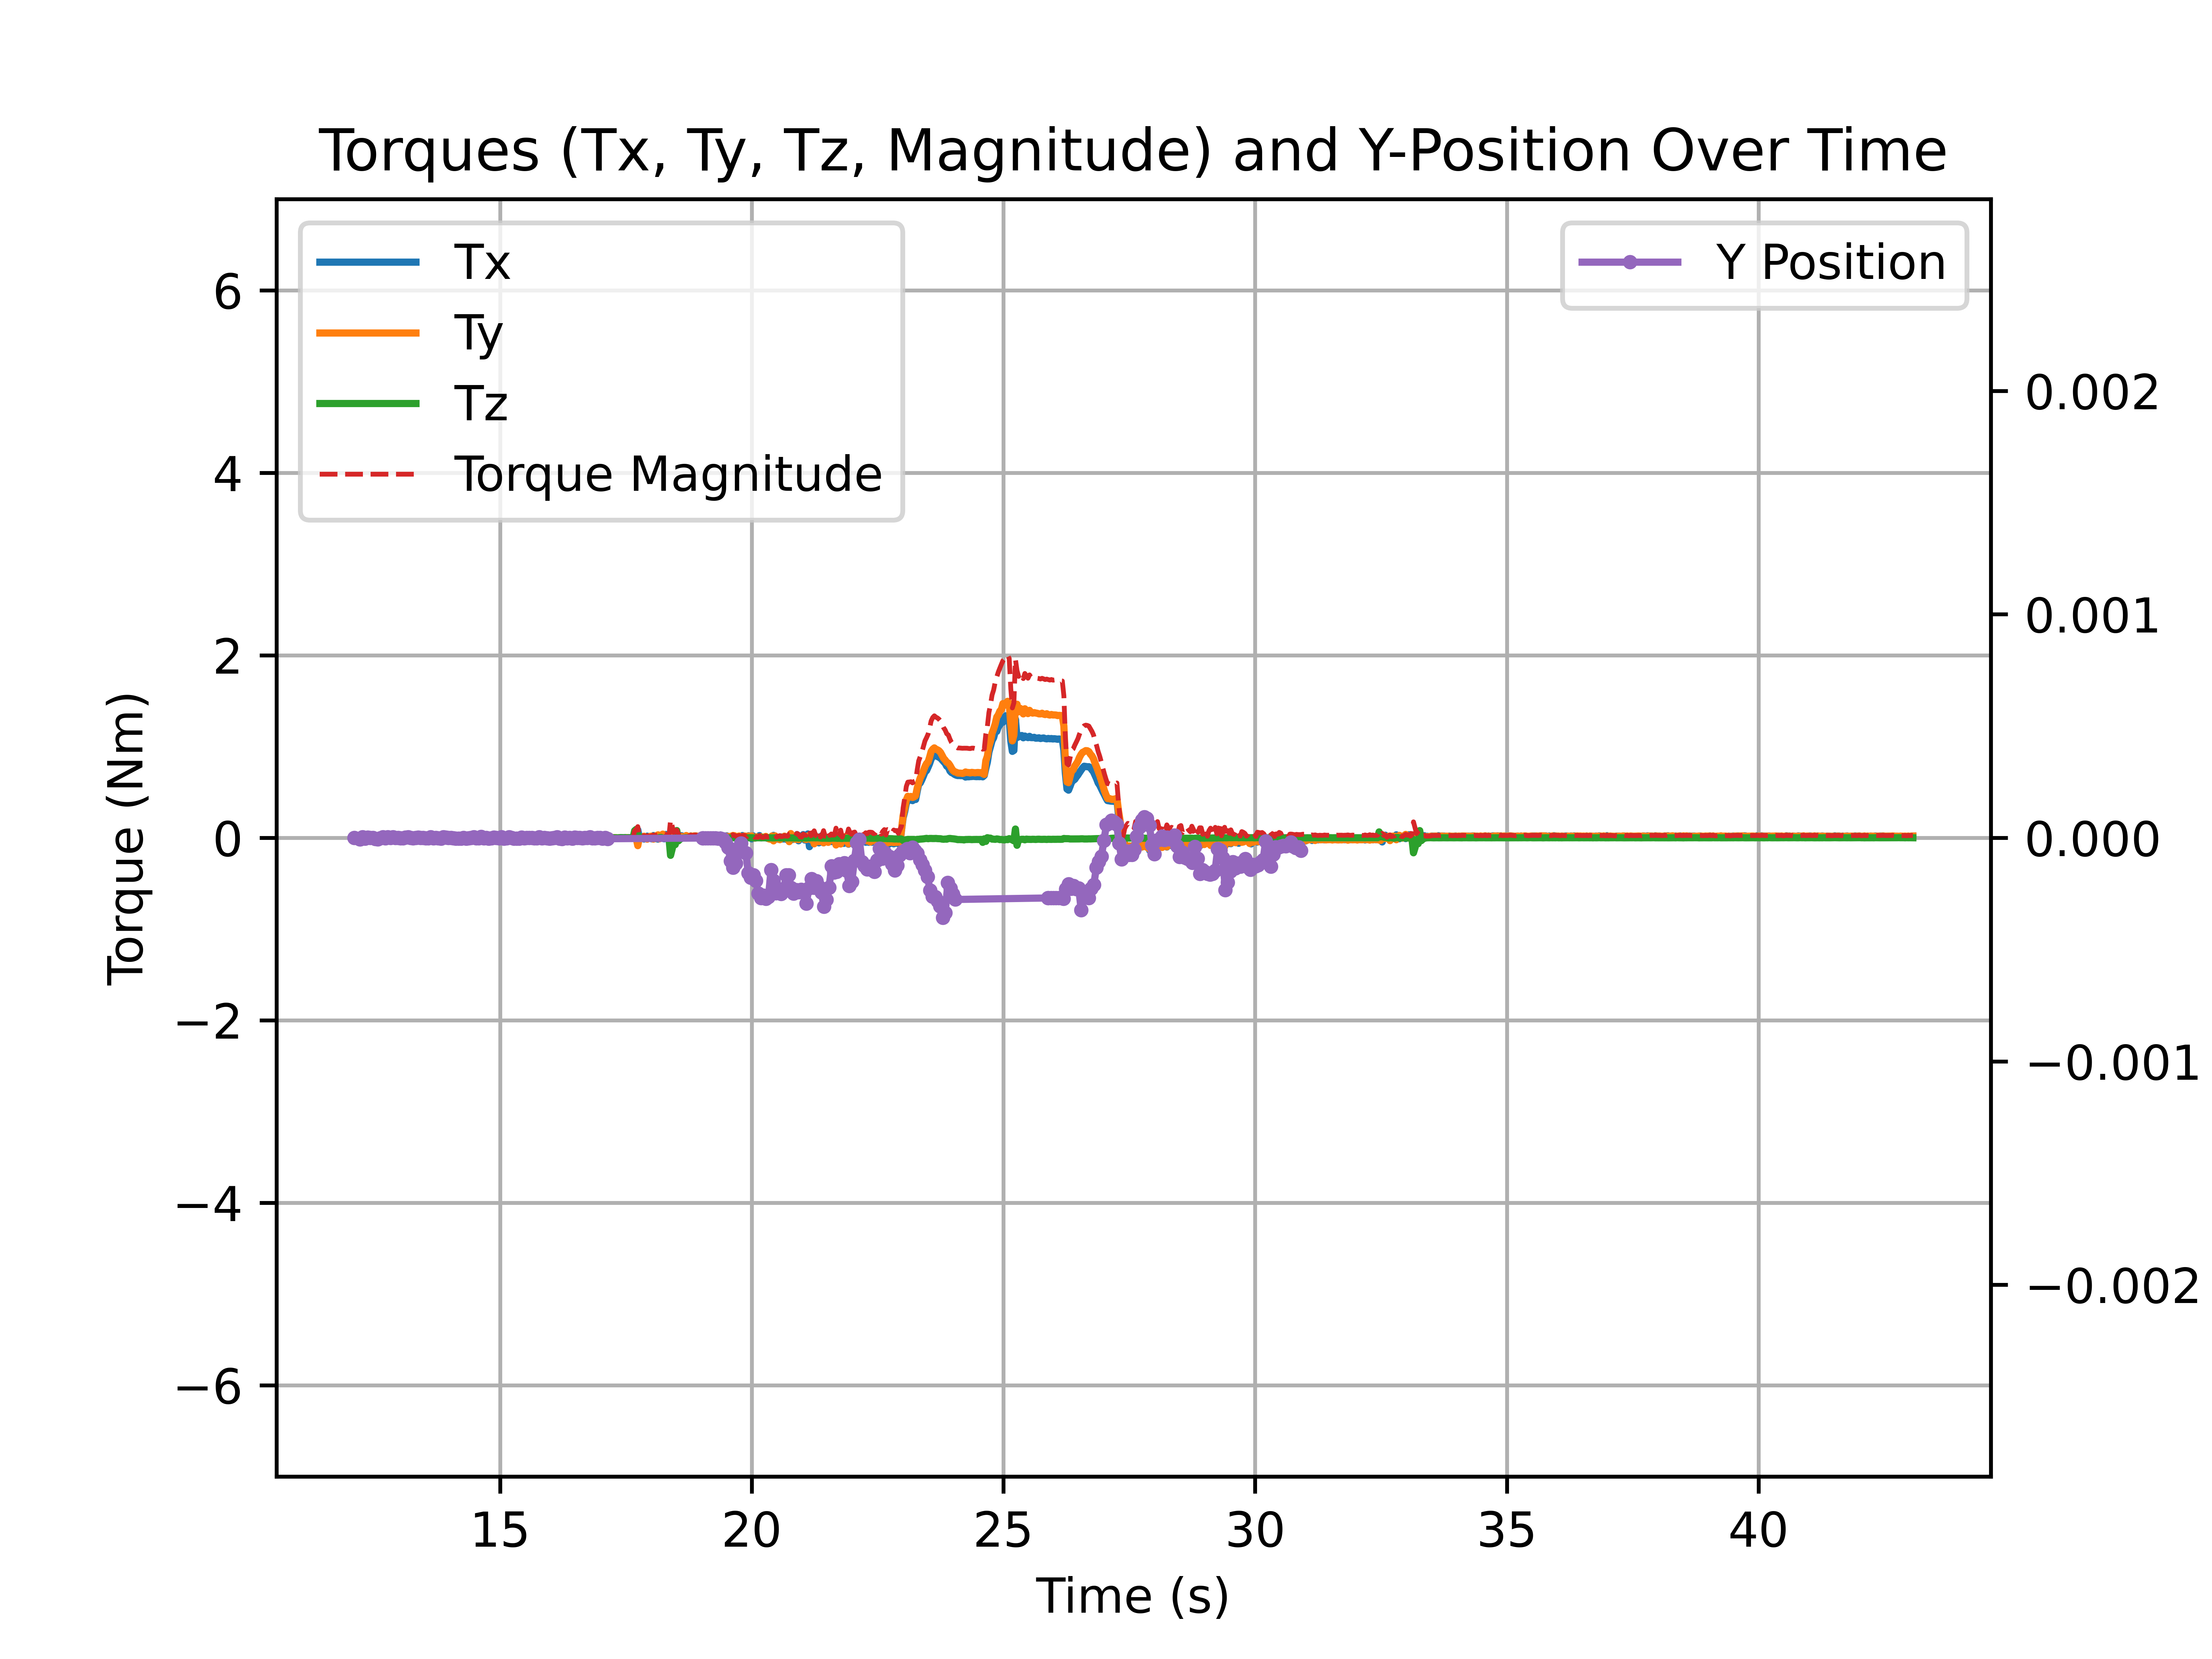 Torques (Tx, Ty, Tz, Magnitude) and Y-Position Over Time
Tx
Ty
Tz
Torque Magnitude
Y Position
6
4
2
0
−2
−4
−6
Torque (Nm)
0.002
0.001
0.000
−0.001
−0.002
15 20 25 30 35 40
Time (s)